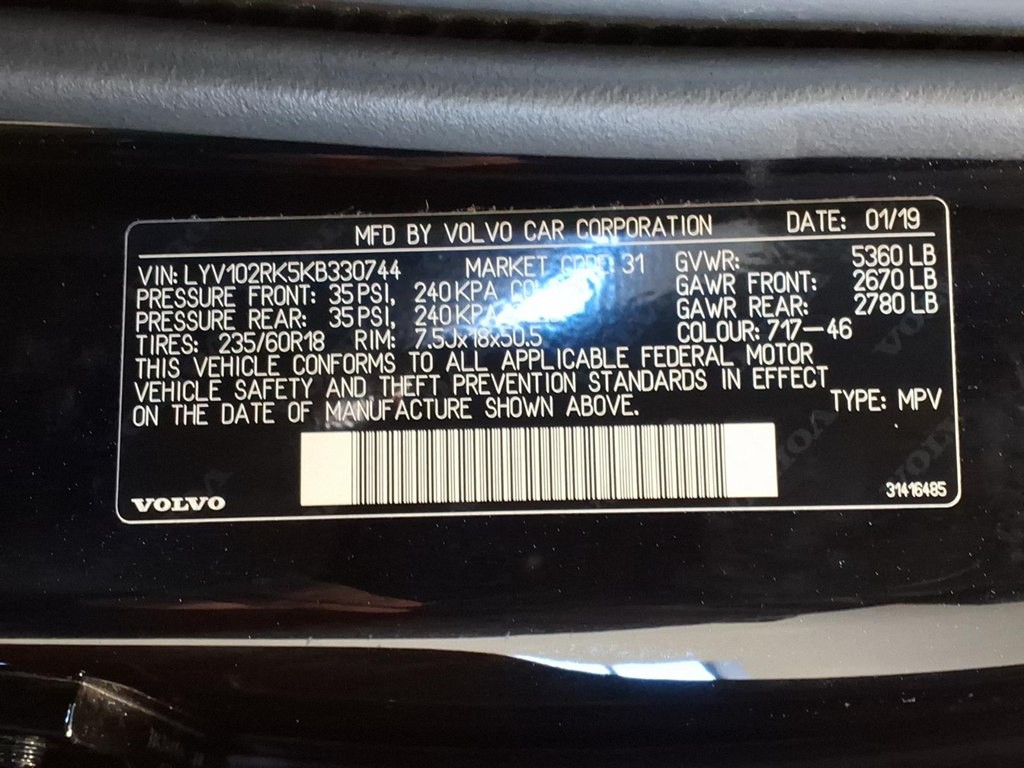 MFD BY VOLVO CAR CORPORATION DATE: 01/19
VIN: LYV102RK5KB330744 MARKET 31 GVWR: 5360 LB
PRESSURE FRONT: 35 PSI, 240 KPA GAWR FRONT: 2670 LB
PRESSURE REAR: 35 PSI, 240 KPA GAWR REAR: 2780 LB
TIRES: 235/60R18 RIM: 7.5Jx18x50.5 COLOUR: 717-46
THIS VEHICLE CONFORMS TO ALL APPLICABLE FEDERAL MOTOR
VEHICLE SAFETY AND THEFT PREVENTION STANDARDS IN EFFECT
ON THE DATE OF MANUFACTURE SHOWN ABOVE. TYPE: MPV
VOLVO 31416485